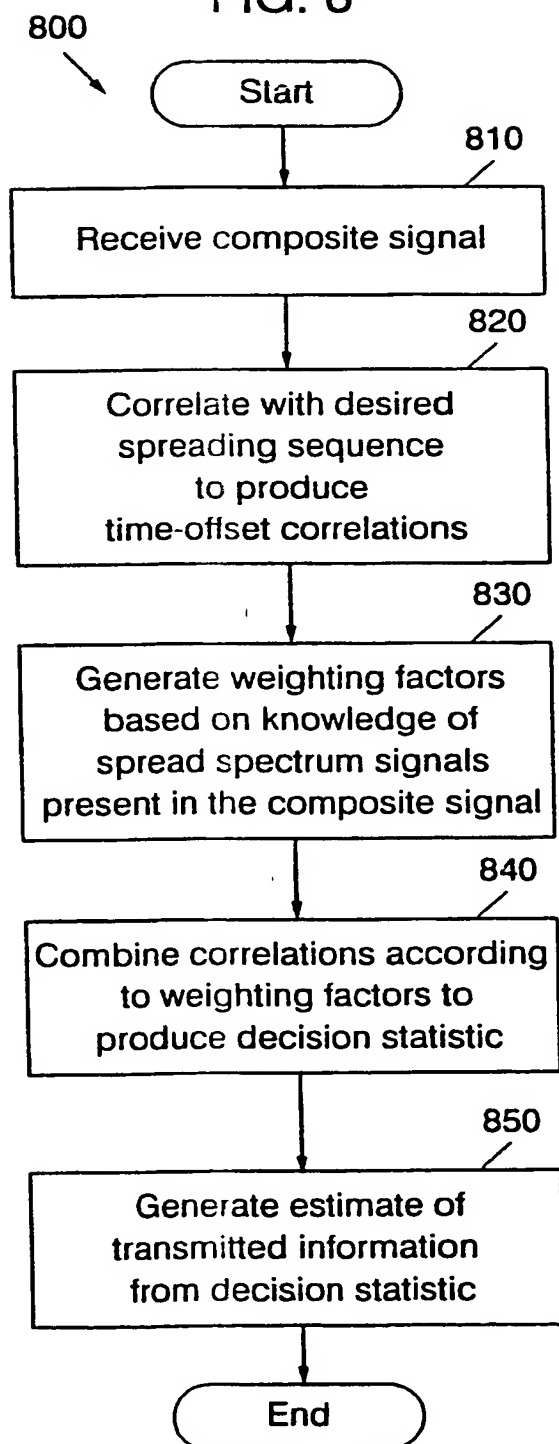 800
Start
810
Receive composite signal
820
Correlate with desired
spreading sequence
to produce
time-offset correlations
830
Generate weighting factors
based on knowledge of
spread spectrum signals
present in the composite signal
840
Combine correlations according
to weighting factors to
produce decision statistic
850
Generate estimate of
transmitted information
from decision statistic
End